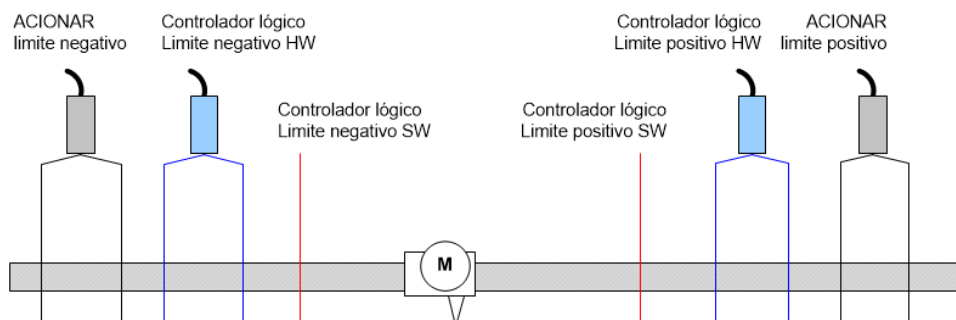 ACIONAR
limite negativo
Controlador lógico
Limite negativo HW
Controlador lógico
Limite negativo SW
Controlador lógico
Limite positivo SW
Controlador lógico
Limite positivo HW
ACIONAR
limite positivo
M